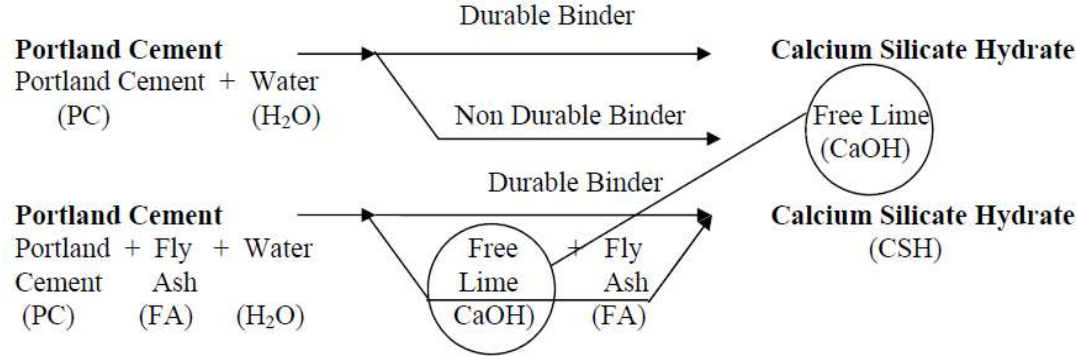 Durable Binder
Portland Cement Calcium Silicate Hydrate
Portland Cement + Water
(PC) (H₂O)
Non Durable Binder Free Lime
(CaOH)
Durable Binder
Portland Cement Calcium Silicate Hydrate
Portland + Fly + Water Free + Fly (CSH)
Cement Ash Lime Ash
(PC) (FA) (H₂O) CaOH) (FA)